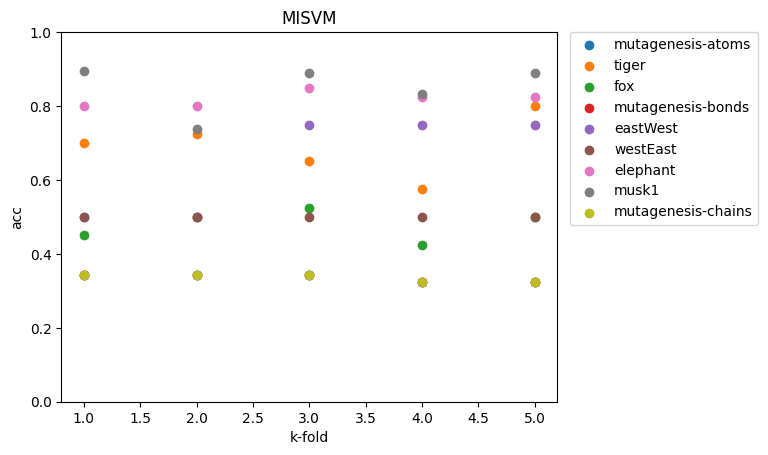 MISVM
1.0
0.8
0.6
0.4
0.2
0.0
acc
1.0 1.5 2.0 2.5 3.0 3.5 4.0 4.5 5.0
k-fold
mutagenesis-atoms
tiger
fox
mutagenesis-bonds
eastWest
westEast
elephant
musk1
mutagenesis-chains